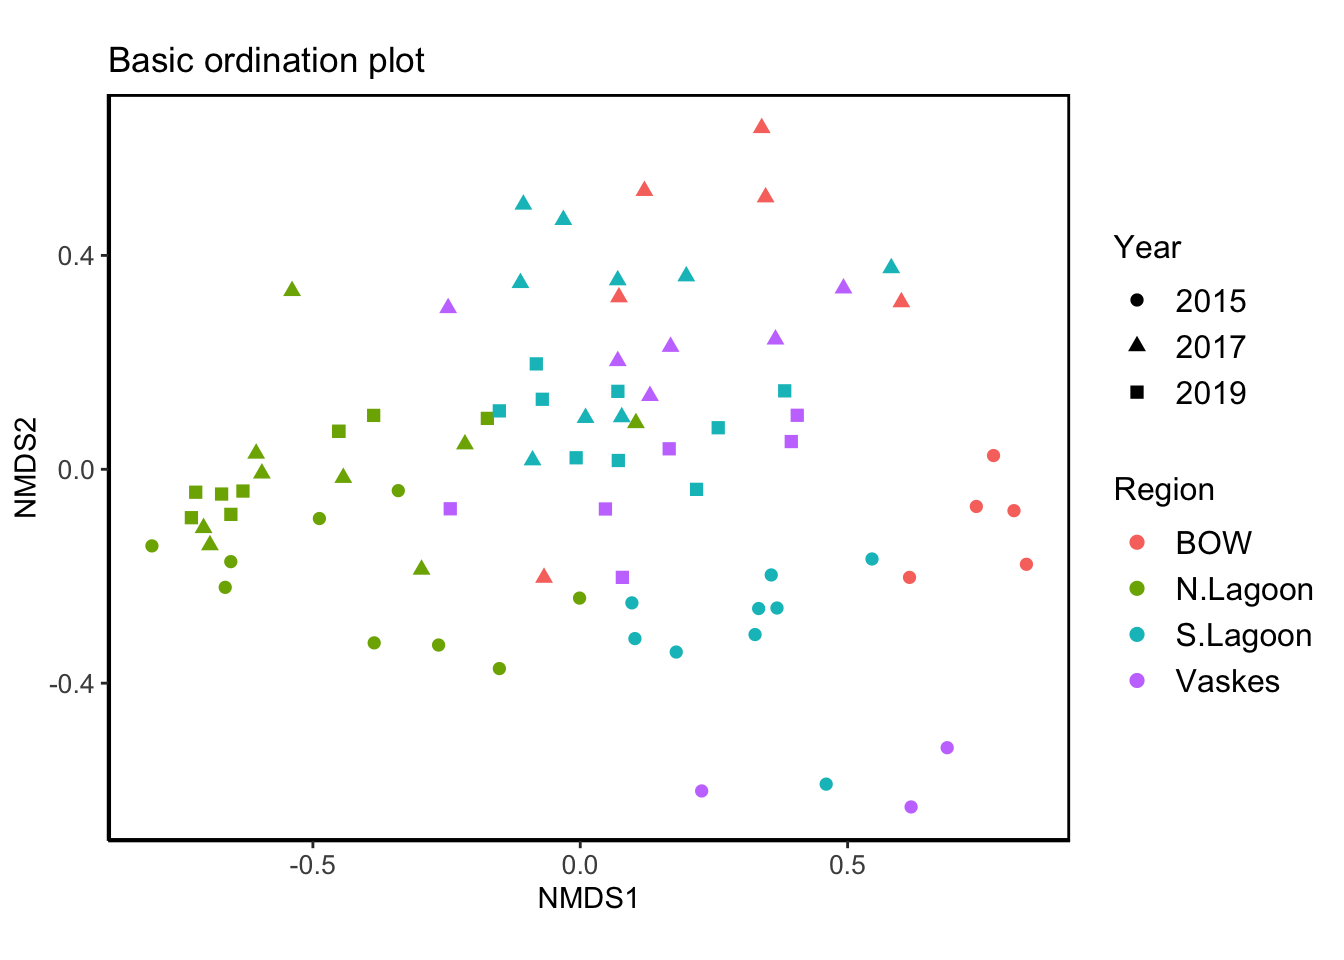 Basic ordination plot
NMDS2
0.4
0.0
-0.4
-0.5
0.0
0.5
NMDS1
Year
2015
2017
2019
Region
BOW
N.Lagoon
S.Lagoon
Vaskes